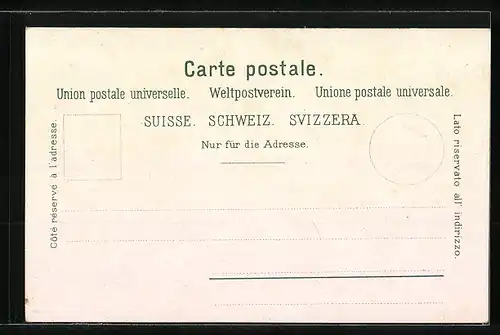 Carte postale.
Union postale universelle. Weltpostverein. Unione postale universale.
SUISSE. SCHWEIZ. SVIZZERA
Nur für die Adresse.
Côté réservé à l'adresse.
Lato riservato all' indirizzo.